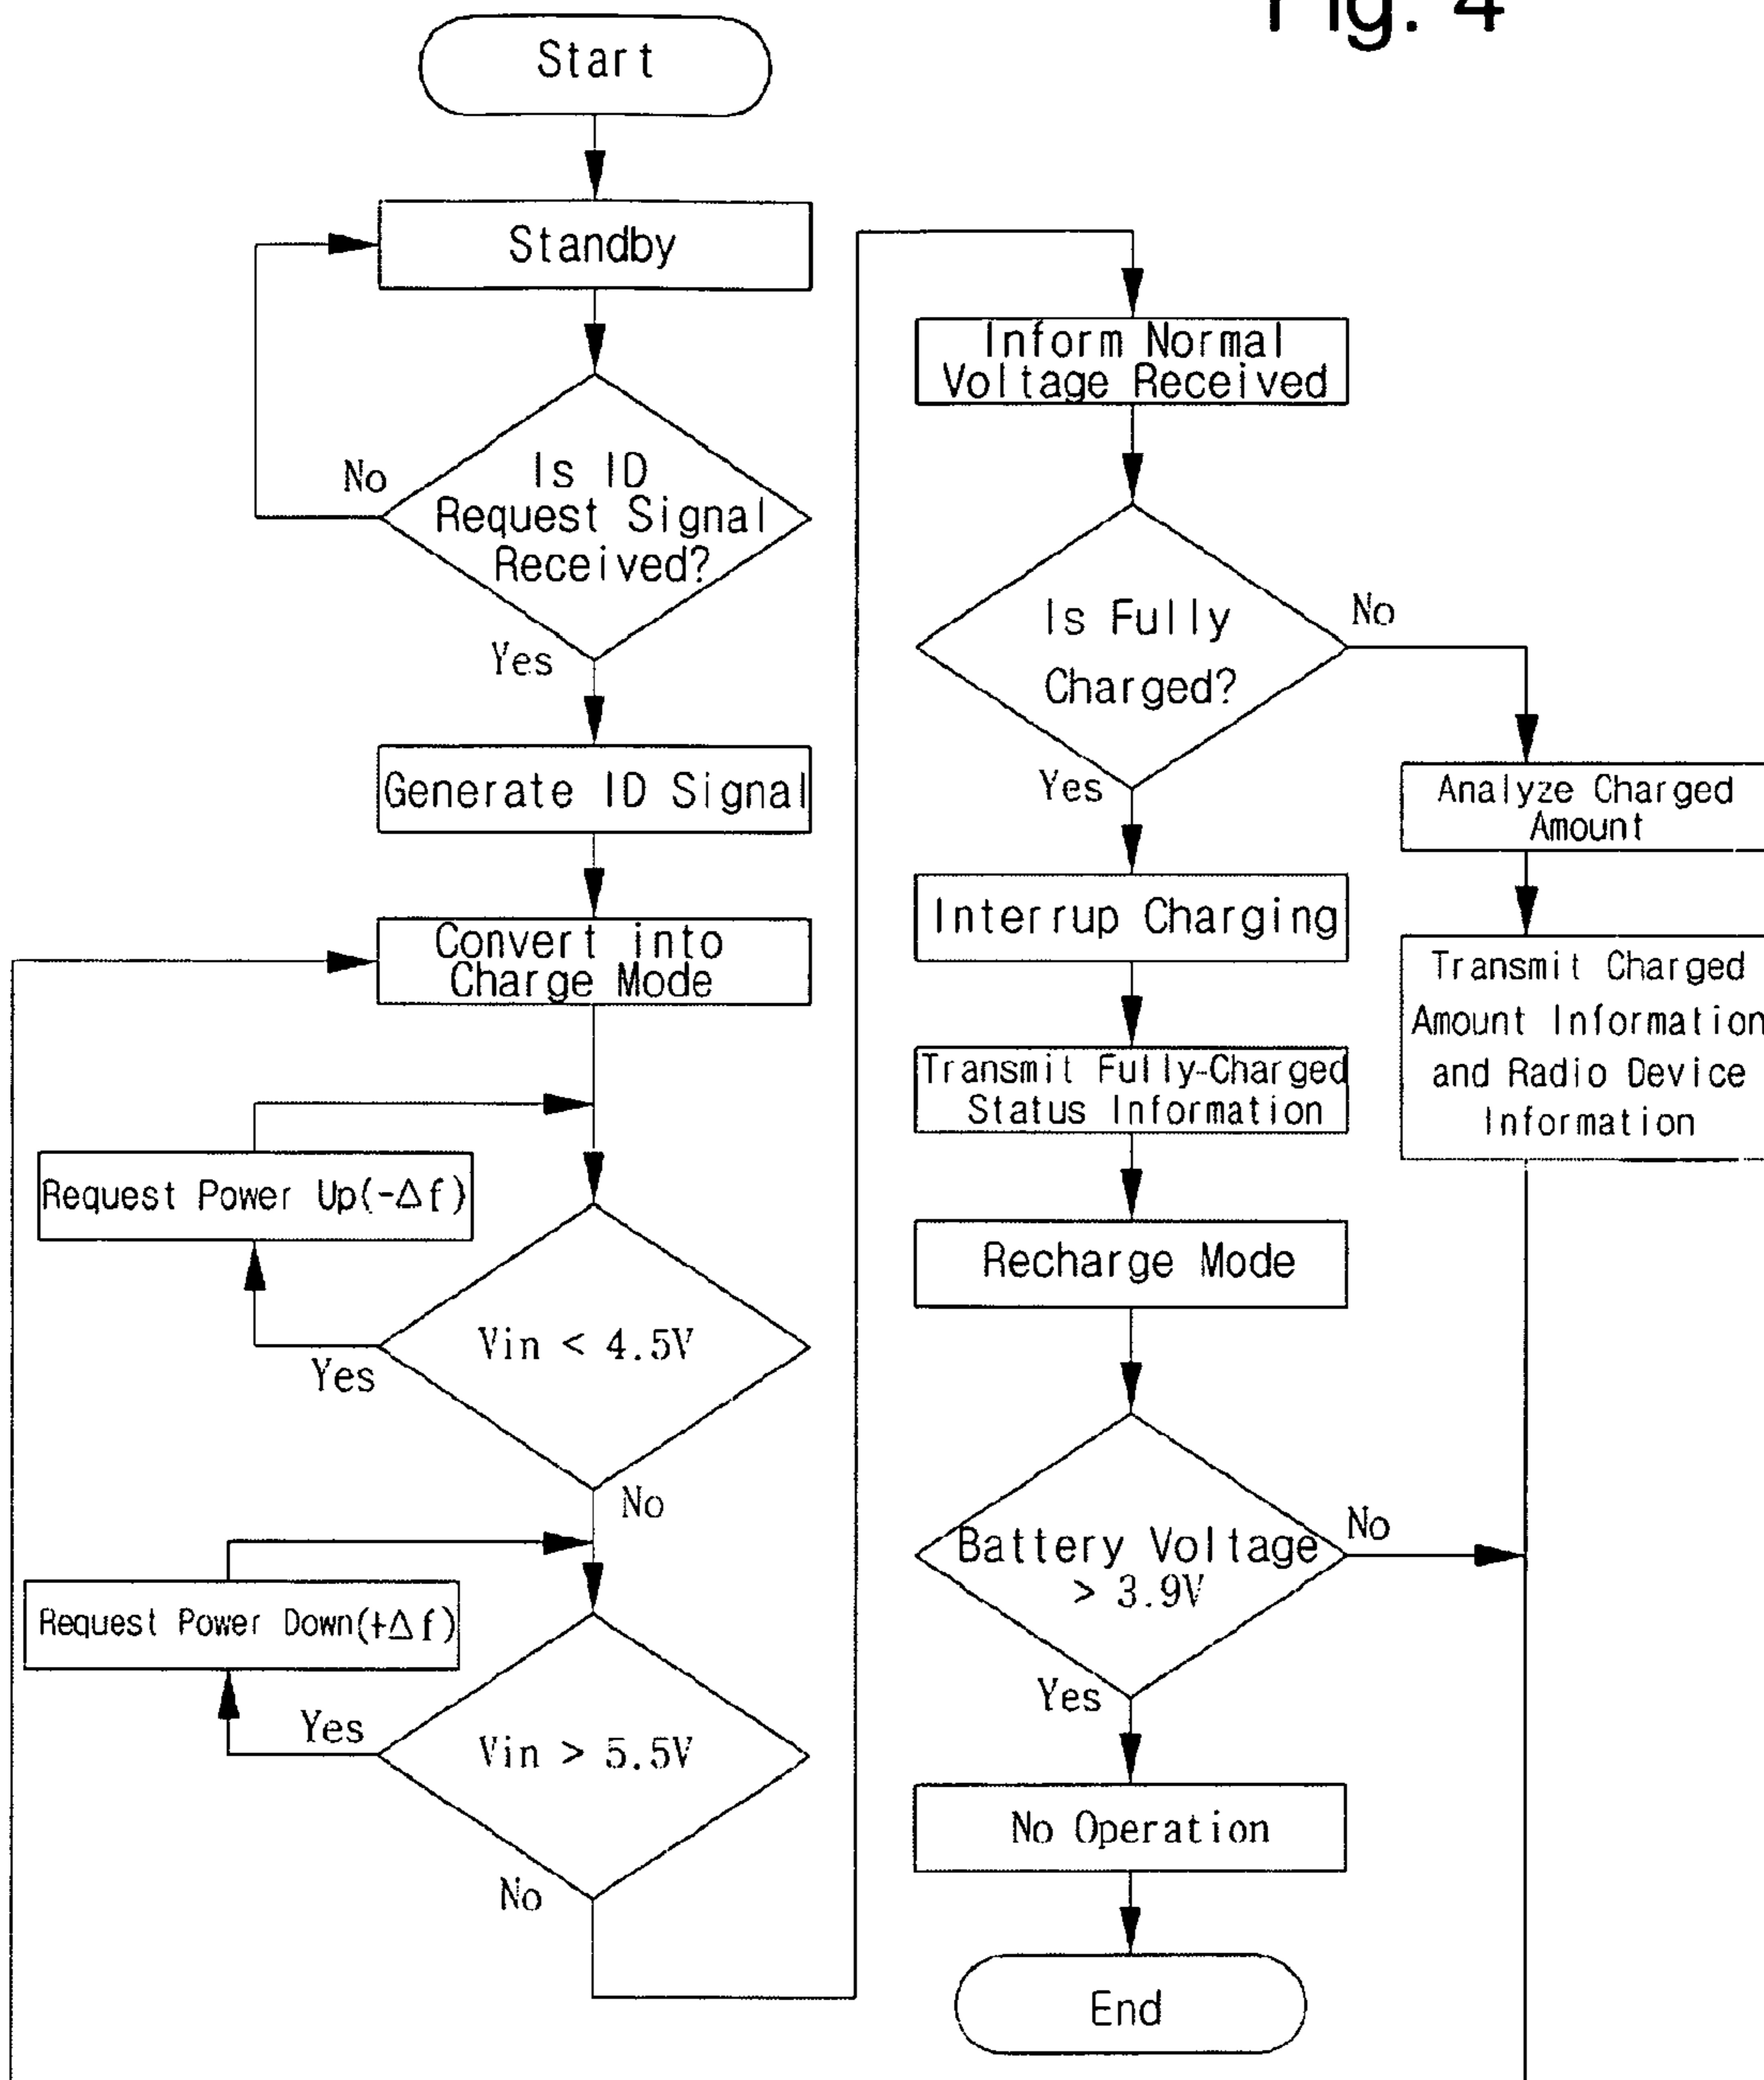 Fig. 4
Start
Standby
No
Is ID
Request Signal
Received?
Yes
Generate ID Signal
Convert into
Charge Mode
Request Power Up(-Δf)
Yes
Vin < 4.5V
No
Request Power Down(+Δf)
Yes
Vin > 5.5V
No
Inform Normal
Voltage Received
Is Fully
Charged?
No
Yes
Analyze Charged
Amount
Transmit Charged
Amount Information
and Radio Device
Information
Interrup Charging
Transmit Fully-Charged
Status Information
Recharge Mode
Battery Voltage
> 3.9V
No
Yes
No Operation
End